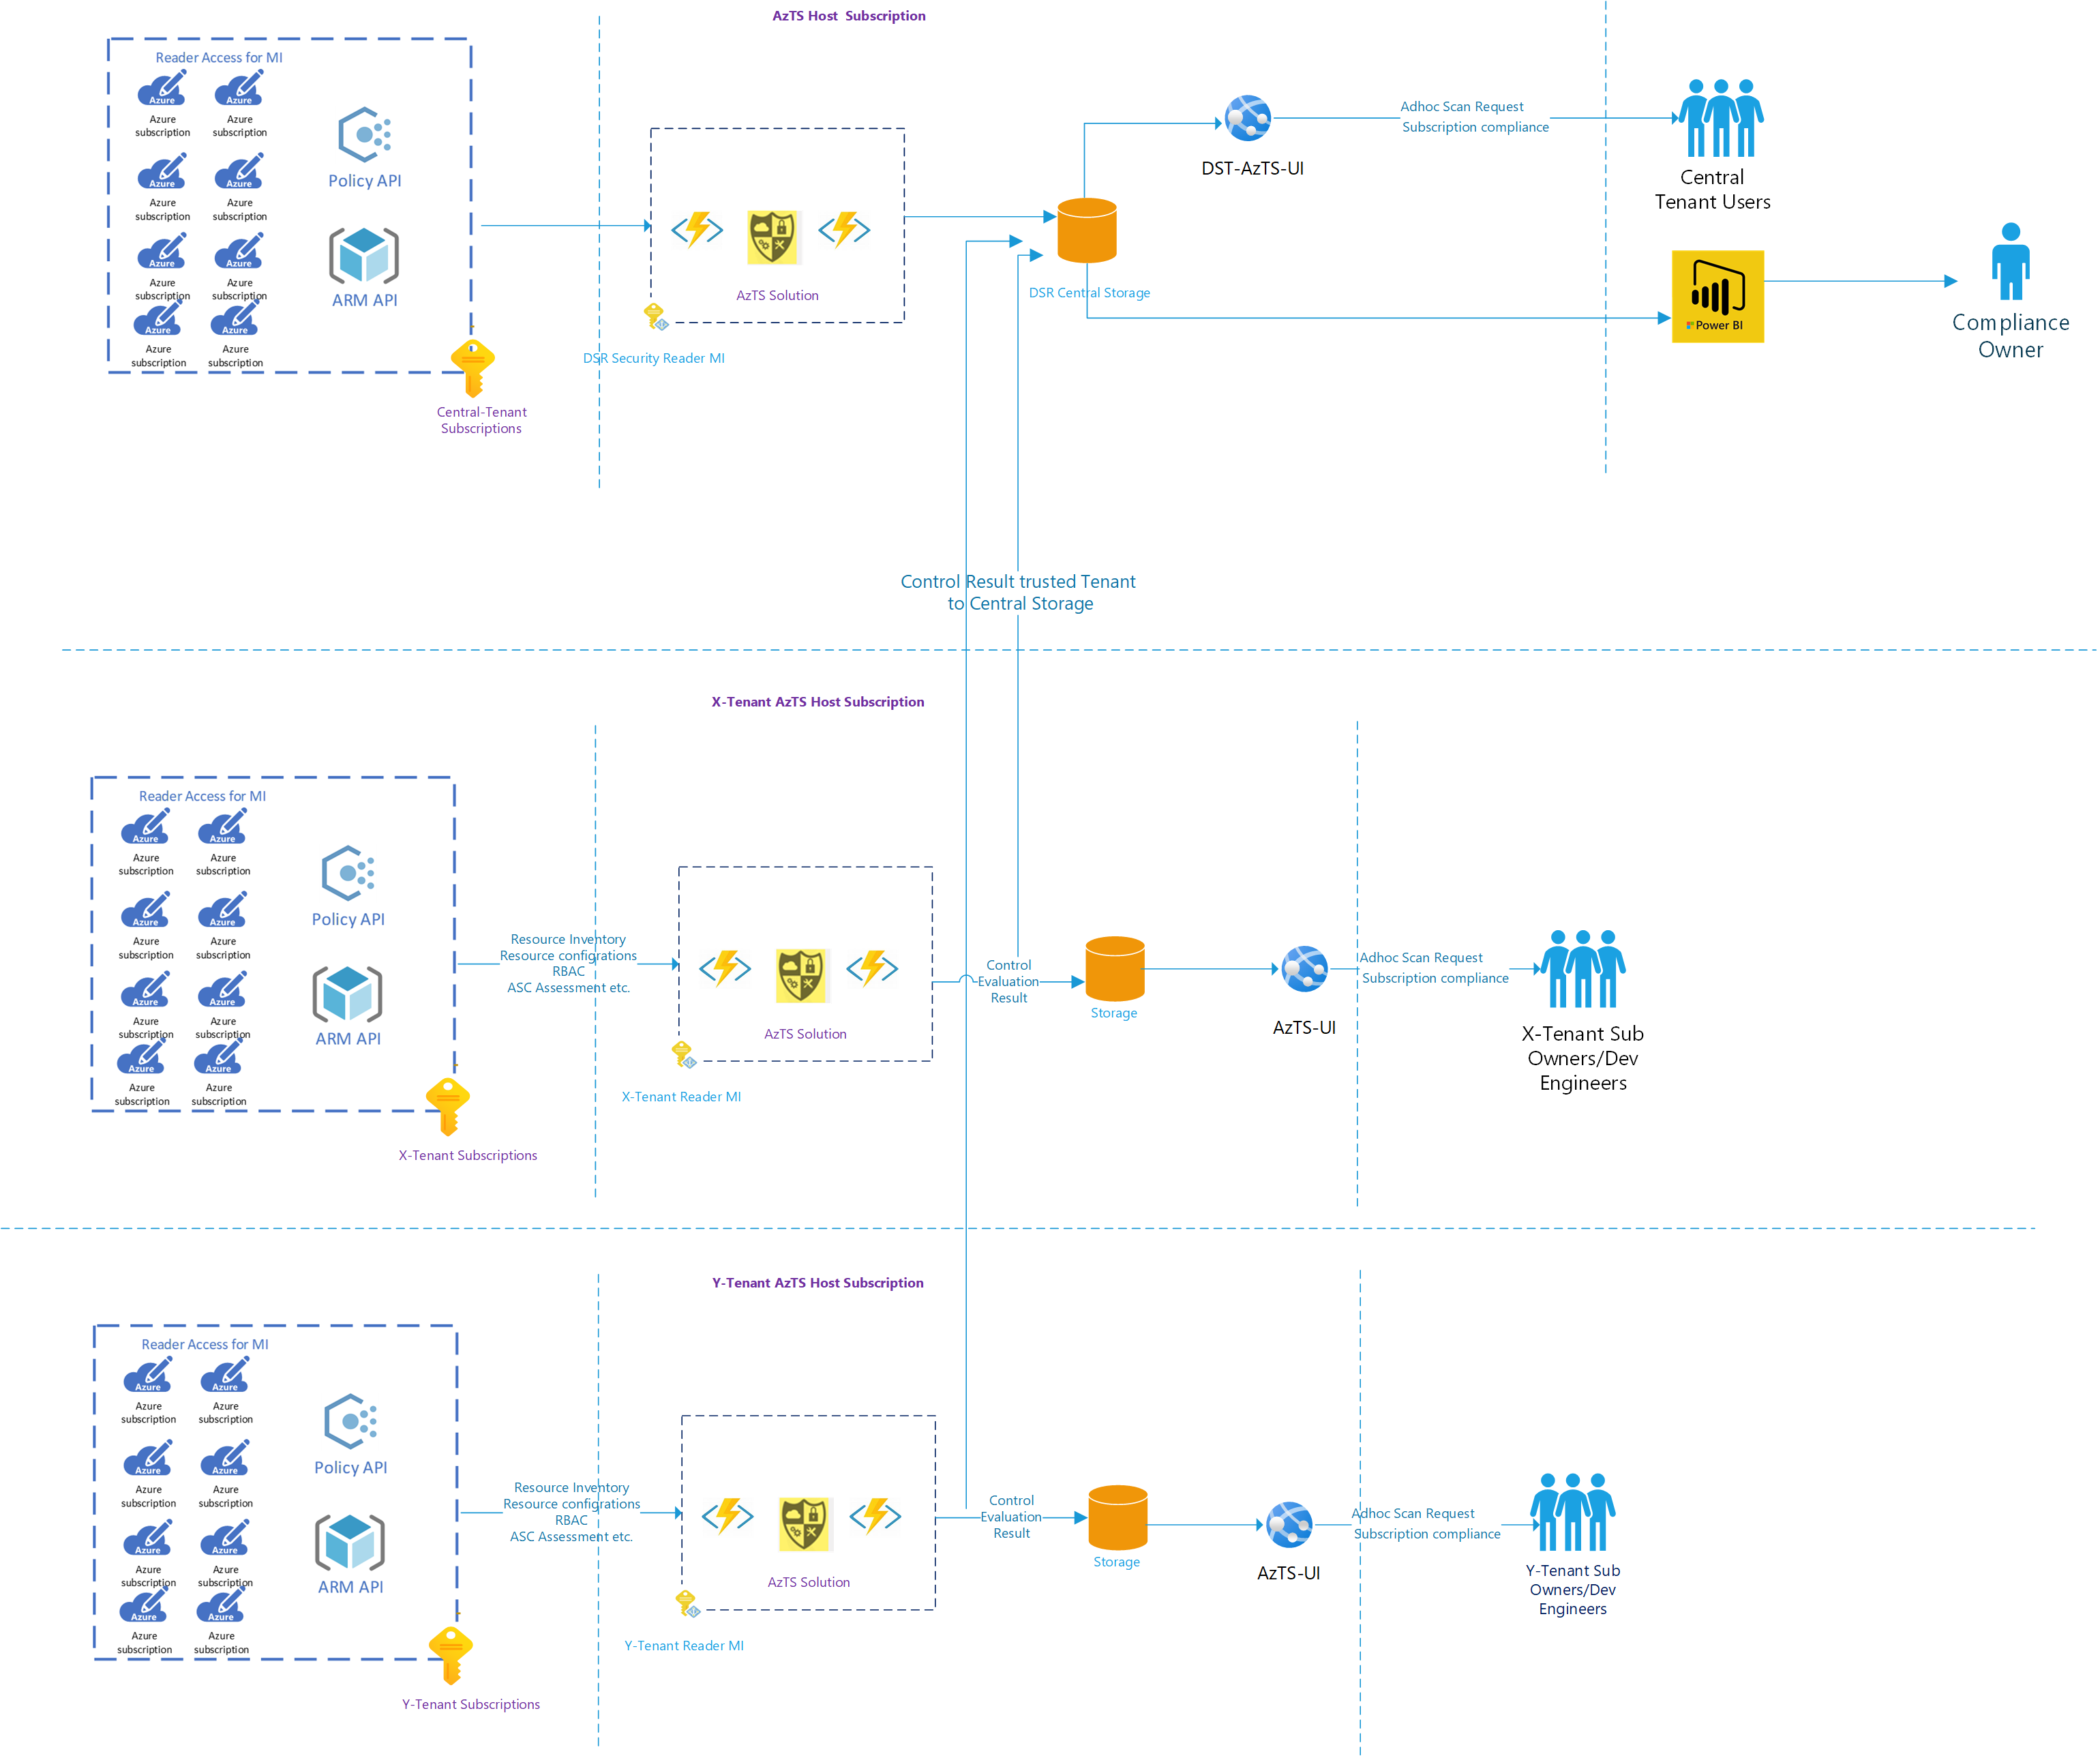 AzTS Host  Subscription
Reader Access for MI
Azure
Azure
Azure
subscription
Azure
subscription
Azure
Azure
Azure
subscription
Azure
subscription
Azure
Azure
Azure
subscription
Azure
subscription
Azure
Azure
Azure
subscription
Azure
subscription
Policy API
ARM API
Central-Tenant
Subscriptions
AzTS Solution
DSR Security Reader MI
DSR Central Storage
DST-AzTS-UI
Adhoc Scan Request
Subscription compliance
Central
Tenant Users
Power BI
Compliance
Owner
Control Result trusted Tenant
to Central Storage
X-Tenant AzTS Host Subscription
Reader Access for MI
Azure
Azure
Azure
subscription
Azure
subscription
Azure
Azure
Azure
subscription
Azure
subscription
Azure
Azure
Azure
subscription
Azure
subscription
Azure
Azure
Azure
subscription
Azure
subscription
Policy API
ARM API
X-Tenant Subscriptions
Resource Inventory
Resource configrations
RBAC
ASC Assessment etc.
AzTS Solution
X-Tenant Reader MI
Control
Evaluation
Result
Storage
AzTS-UI
Adhoc Scan Request
Subscription compliance
X-Tenant Sub
Owners/Dev
Engineers
Y-Tenant AzTS Host Subscription
Reader Access for MI
Azure
Azure
Azure
subscription
Azure
subscription
Azure
Azure
Azure
subscription
Azure
subscription
Azure
Azure
Azure
subscription
Azure
subscription
Azure
Azure
Azure
subscription
Azure
subscription
Policy API
ARM API
Y-Tenant Subscriptions
Resource Inventory
Resource configrations
RBAC
ASC Assessment etc.
AzTS Solution
Y-Tenant Reader MI
Control
Evaluation
Result
Storage
AzTS-UI
Adhoc Scan Request
Subscription compliance
Y-Tenant Sub
Owners/Dev
Engineers